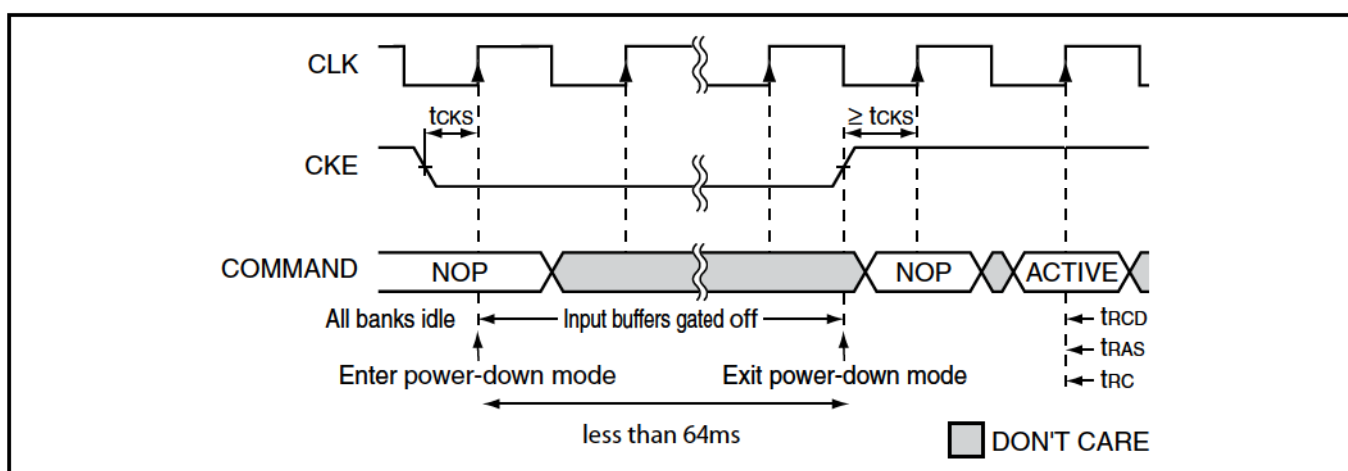 CLK
tCKS
≥ tCKS
CKE
COMMAND
NOP
NOP
ACTIVE
All banks idle
Input buffers gated off
tRCD
tRAS
Enter power-down mode
Exit power-down mode
tRC
less than 64ms
DON'T CARE